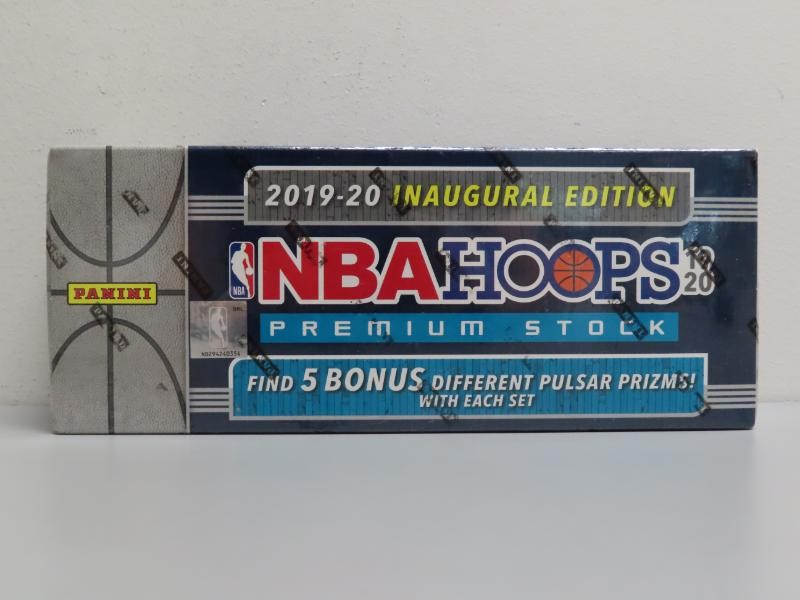 2019-20 INAUGURAL EDITION
NBA
NBAHOOPS
19
20
PREMIUM STOCK
PANINI
FIND 5 BONUS DIFFERENT PULSAR PRIZMS!
WITH EACH SET